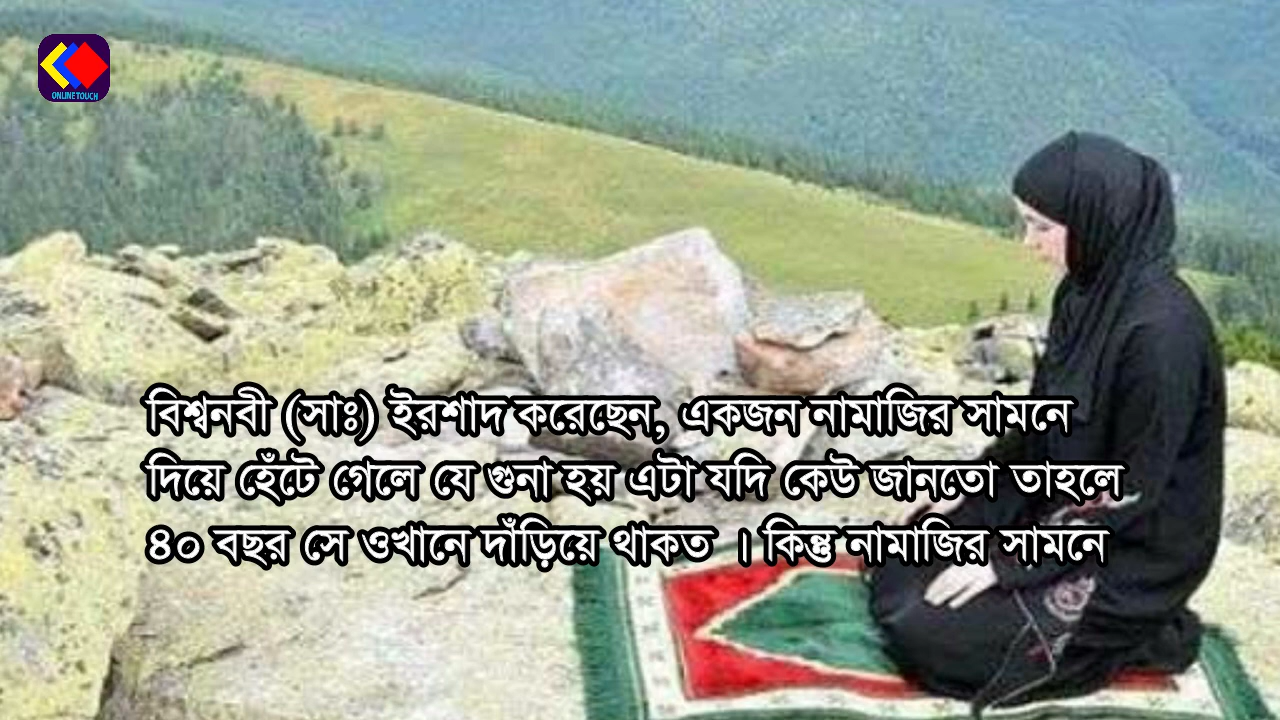 ONLINE TOUCH
বিশ্বনবী (সাঃ) ইরশাদ করেছেন, একজন নামাজির সামনে
দিয়ে হেঁটে গেলে যে গুনা হয় এটা যদি কেউ জানতো তাহলে
৪০ বছর সে ওখানে দাঁড়িয়ে থাকত । কিন্তু নামাজির সামনে